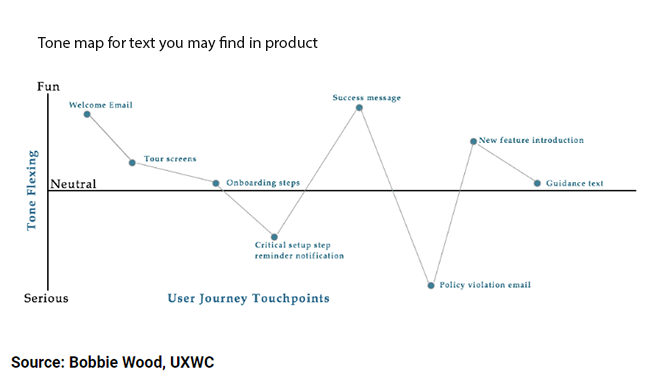 Tone map for text you may find in product
Fun
Welcome Email
Success message
Tour screens
New feature introduction
Tone Flexing
Neutral
Onboarding steps
Guidance text
Critical setup step
reminder notification
Policy violation email
Serious
User Journey Touchpoints
Source: Bobbie Wood, UXWC